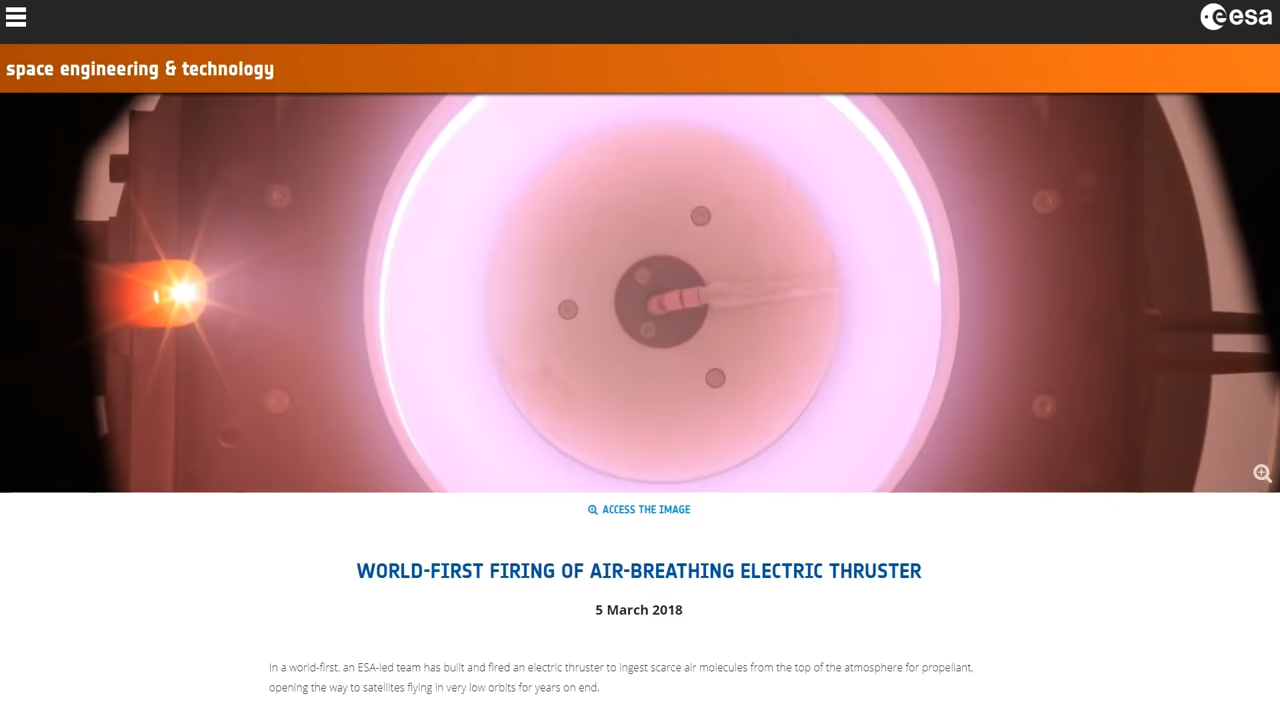 esa
space engineering & technology
ACCESS THE IMAGE
WORLD-FIRST FIRING OF AIR-BREATHING ELECTRIC THRUSTER
5 March 2018
In a world-first, an ESA-led team has built and fired an electric thruster to ingest scarce air molecules from the top of the atmosphere for propellant,
opening the way to satellites flying in very low orbits for years on end.